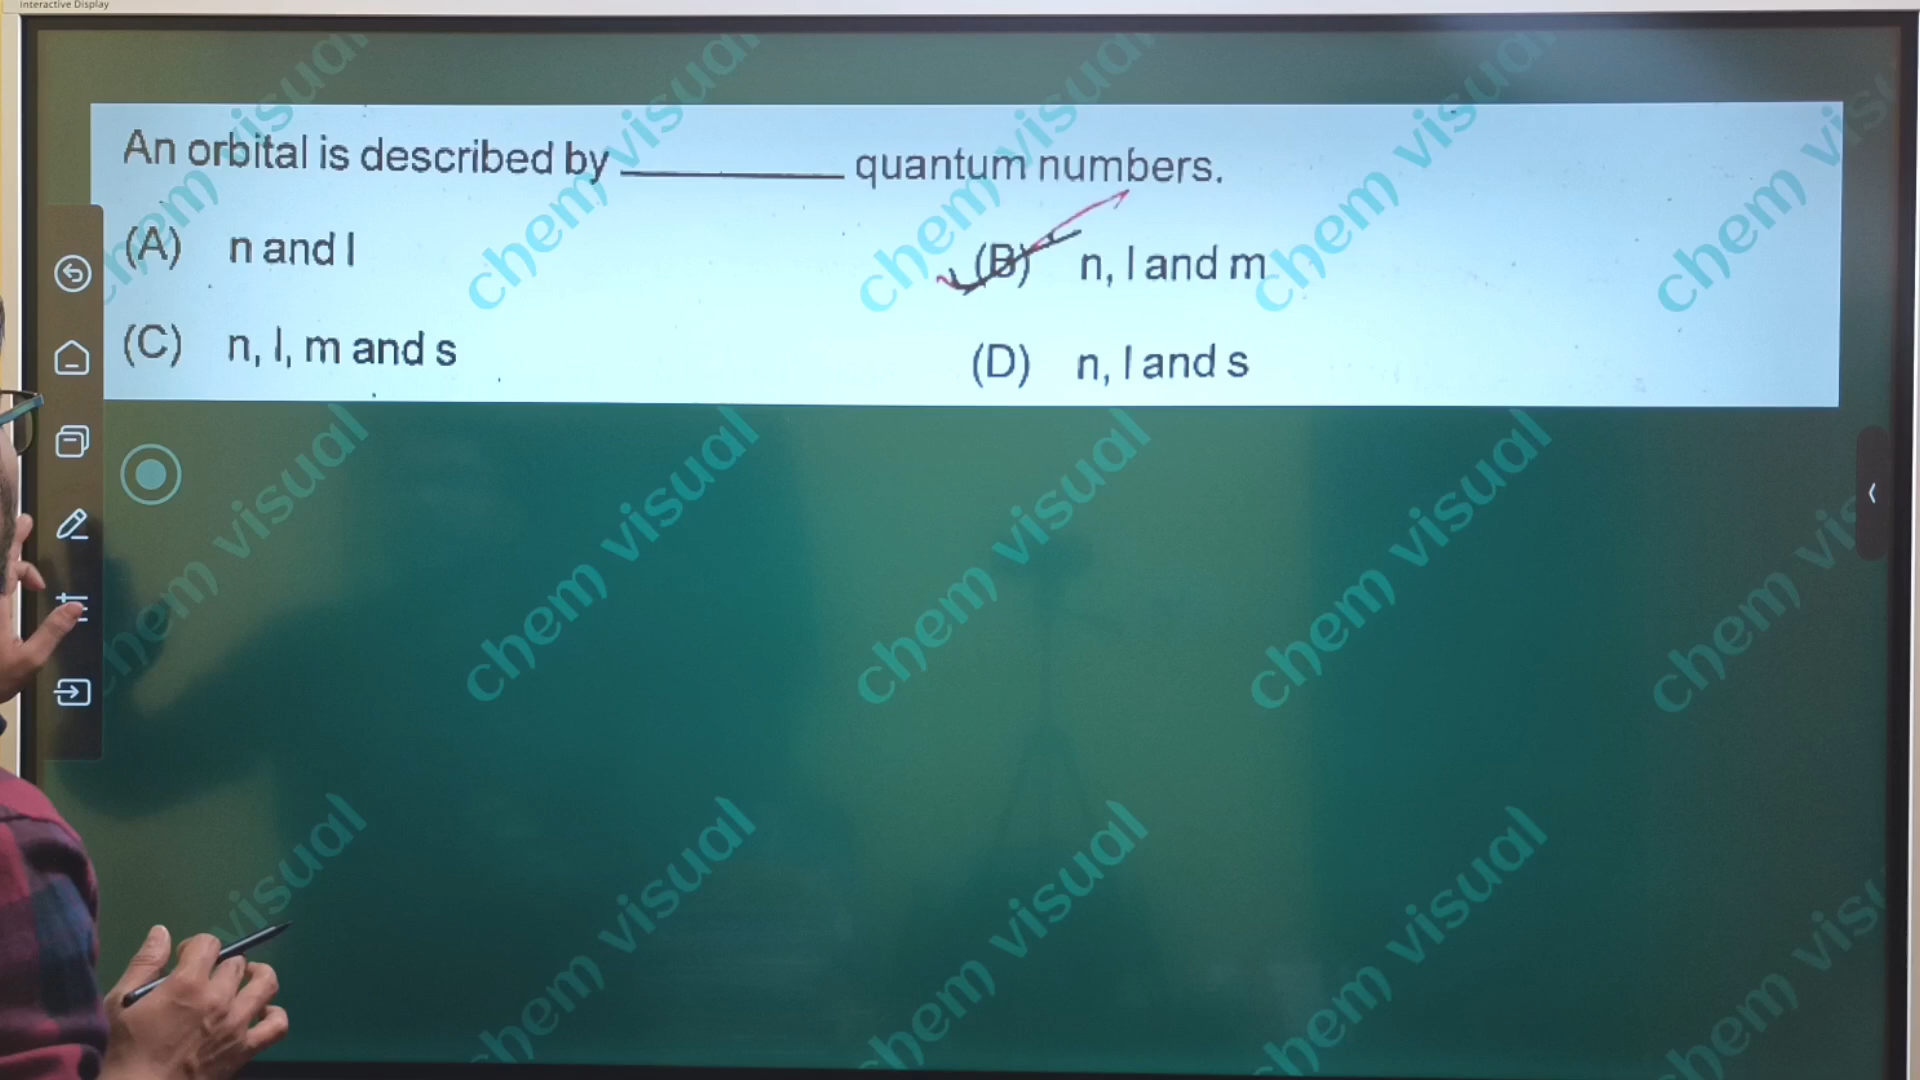 Interactive Display
An orbital is described by __________ quantum numbers.
(A) n and l
(B) n, l and m
(C) n, l, m and s
(D) n, l and s
chem visual